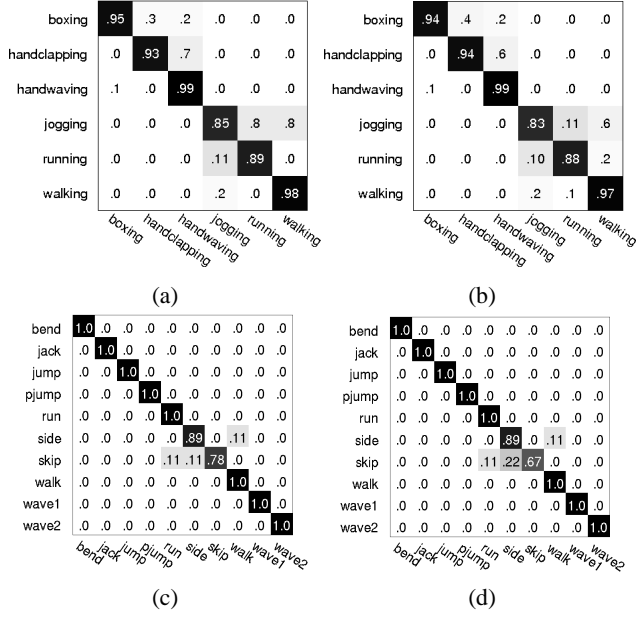 boxing .95 .3 .2 .0 .0 .0
handclapping .0 .93 .7 .0 .0 .0
handwaving .1 .0 .99 .0 .0 .0
jogging .0 .0 .0 .85 .8 .8
running .0 .0 .0 .11 .89 .0
walking .0 .0 .0 .2 .0 .98
boxing handclapping handwaving jogging running walking
(a)
boxing .94 .4 .2 .0 .0 .0
handclapping .0 .94 .6 .0 .0 .0
handwaving .1 .0 .99 .0 .0 .0
jogging .0 .0 .0 .83 .11 .6
running .0 .0 .0 .10 .88 .2
walking .0 .0 .0 .2 .1 .97
boxing handclapping handwaving jogging running walking
(b)
bend 1.0 .0 .0 .0 .0 .0 .0 .0 .0 .0
jack .0 1.0 .0 .0 .0 .0 .0 .0 .0 .0
jump .0 .0 1.0 .0 .0 .0 .0 .0 .0 .0
pjump .0 .0 .0 1.0 .0 .0 .0 .0 .0 .0
run .0 .0 .0 .0 1.0 .0 .0 .0 .0 .0
side .0 .0 .0 .0 .0 .89 .0 .11 .0 .0
skip .0 .0 .0 .0 .11 .11 .78 .0 .0 .0
walk .0 .0 .0 .0 .0 .0 .0 1.0 .0 .0
wave1 .0 .0 .0 .0 .0 .0 .0 .0 1.0 .0
wave2 .0 .0 .0 .0 .0 .0 .0 .0 .0 1.0
bend jack jump pjump run side skip walk wave1 wave2
(c)
bend 1.0 .0 .0 .0 .0 .0 .0 .0 .0 .0
jack .0 1.0 .0 .0 .0 .0 .0 .0 .0 .0
jump .0 .0 1.0 .0 .0 .0 .0 .0 .0 .0
pjump .0 .0 .0 1.0 .0 .0 .0 .0 .0 .0
run .0 .0 .0 .0 1.0 .0 .0 .0 .0 .0
side .0 .0 .0 .0 .0 .89 .0 .11 .0 .0
skip .0 .0 .0 .0 .11 .22 .67 .0 .0 .0
walk .0 .0 .0 .0 .0 .0 .0 1.0 .0 .0
wave1 .0 .0 .0 .0 .0 .0 .0 .0 1.0 .0
wave2 .0 .0 .0 .0 .0 .0 .0 .0 .0 1.0
bend jack jump pjump run side skip walk wave1 wave2
(d)